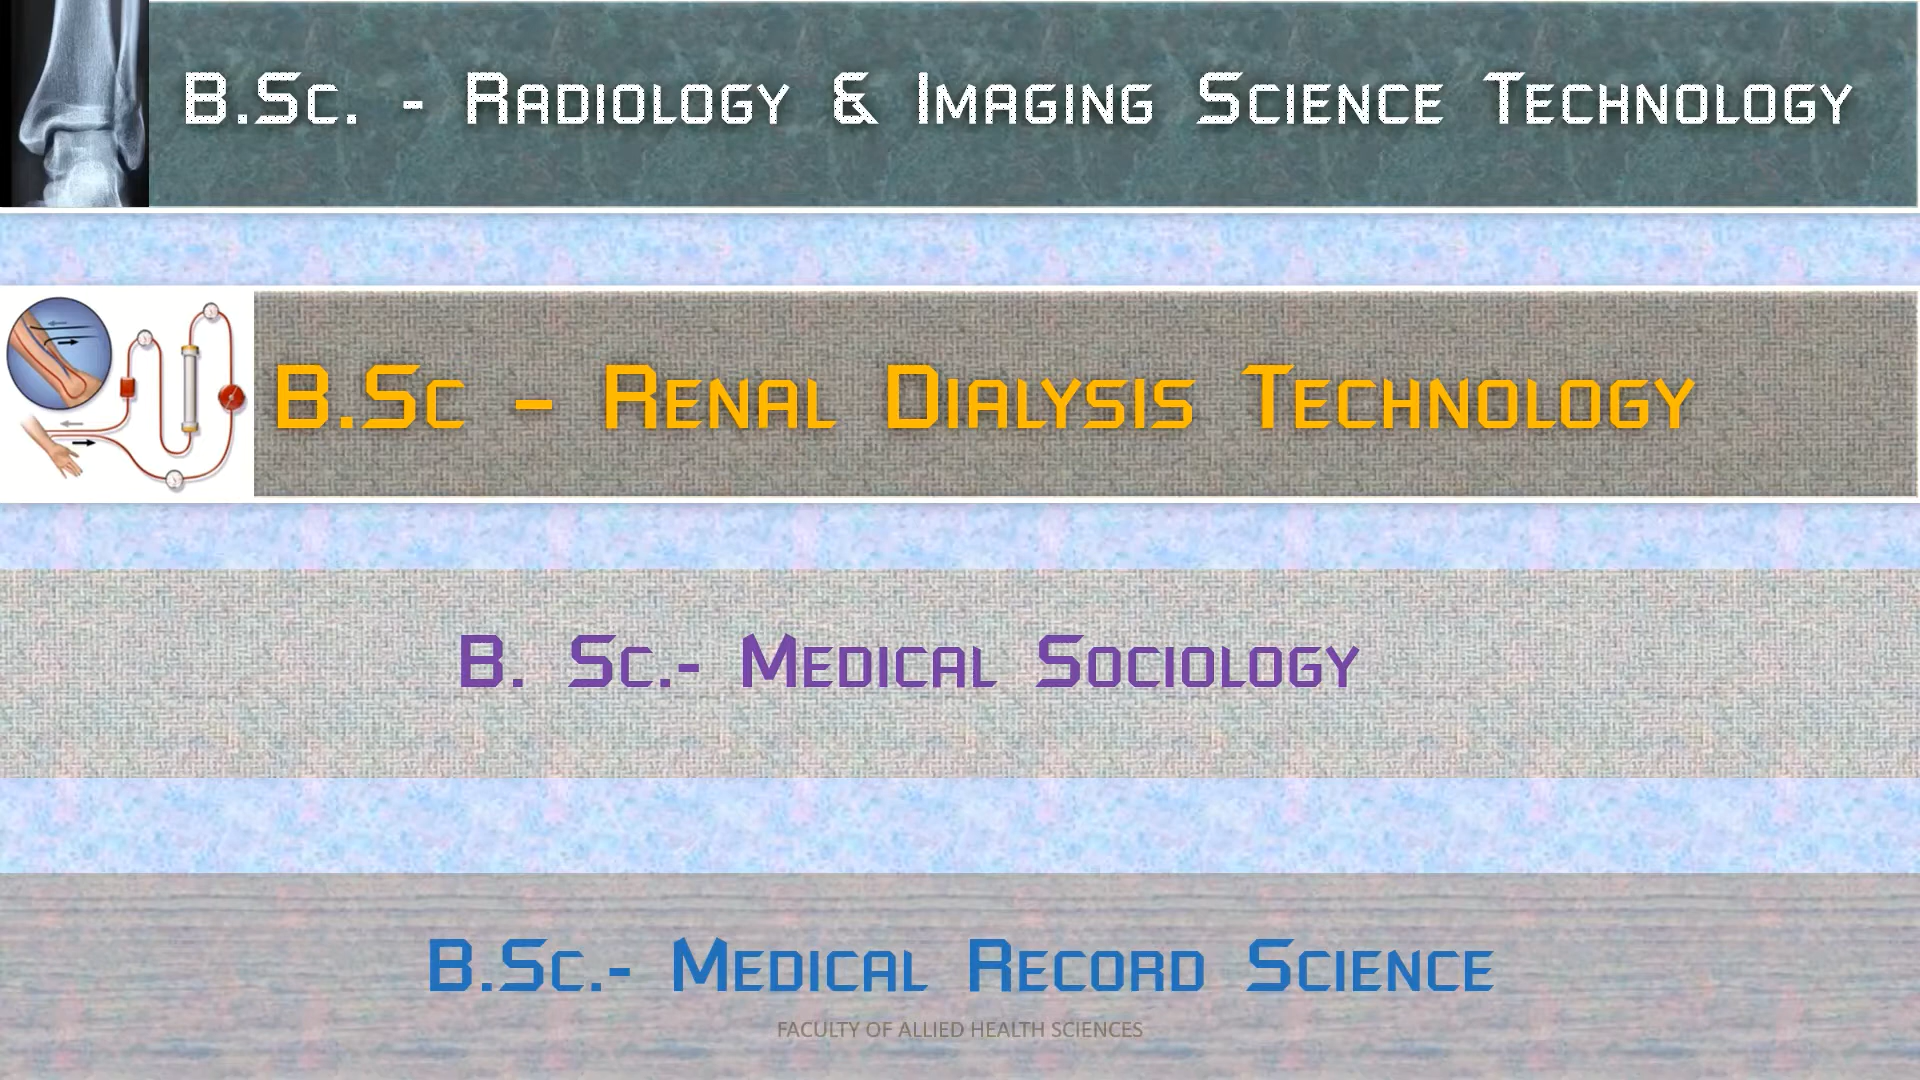 B.Sc. - Radiology & Imaging Science Technology
B.Sc – Renal Dialysis Technology
B. Sc.- Medical Sociology
B.Sc.- Medical Record Science
FACULTY OF ALLIED HEALTH SCIENCES